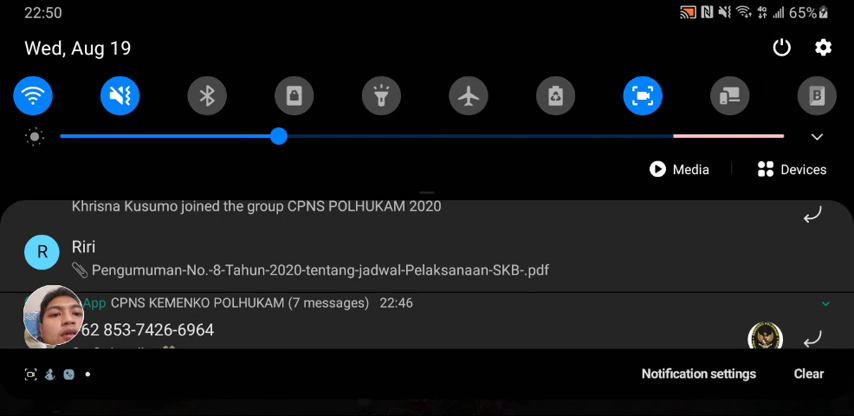 22:50
65%
Wed, Aug 19
Media
Devices
Khrisna Kusumo joined the group CPNS POLHUKAM 2020
R
Riri
Pengumuman-No.-8-Tahun-2020-tentang-jadwal-Pelaksanaan-SKB-.pdf
App CPNS KEMENKO POLHUKAM (7 messages) 22:46
62 853-7426-6964
Notification settings
Clear